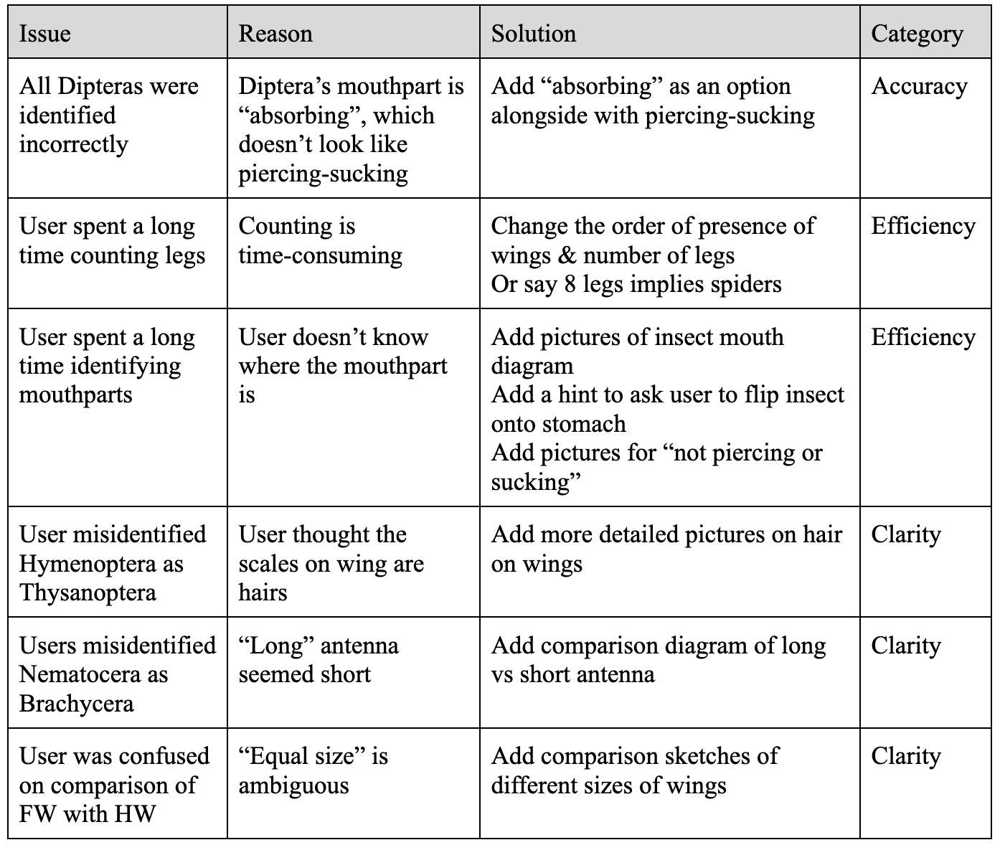 Issue
Reason
Solution
Category
All Dipteras were
identified
incorrectly
Diptera’s mouthpart is
“absorbing”, which
doesn’t look like
piercing-sucking
Add “absorbing” as an option
alongside with piercing-sucking
Accuracy
User spent a long
time counting legs
Counting is
time-consuming
Change the order of presence of
wings & number of legs
Or say 8 legs implies spiders
Efficiency
User spent a long
time identifying
mouthparts
User doesn’t know
where the mouthpart
is
Add pictures of insect mouth
diagram
Add a hint to ask user to flip insect
onto stomach
Add pictures for “not piercing or
sucking”
Efficiency
User misidentified
Hymenoptera as
Thysanoptera
User thought the
scales on wing are
hairs
Add more detailed pictures on hair
on wings
Clarity
Users misidentified
Nematocera as
Brachycera
“Long” antenna
seemed short
Add comparison diagram of long
vs short antenna
Clarity
User was confused
on comparison of
FW with HW
“Equal size” is
ambiguous
Add comparison sketches of
different sizes of wings
Clarity